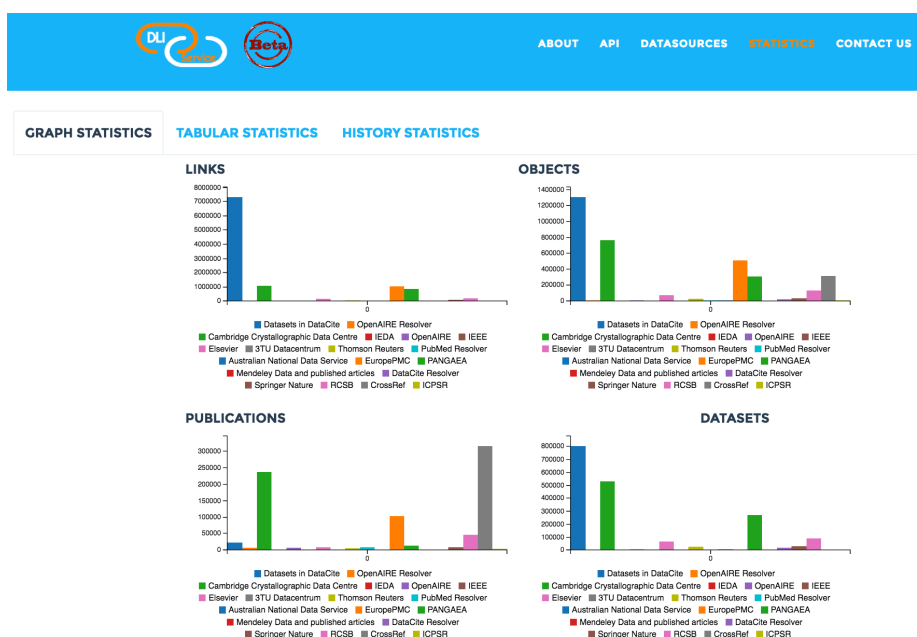 DLI
Service
Beta
ABOUT API DATASOURCES STATISTICS CONTACT US
GRAPH STATISTICS TABULAR STATISTICS HISTORY STATISTICS
LINKS
8000000
7000000
6000000
5000000
4000000
3000000
2000000
1000000
0
0
Datasets in DataCite OpenAIRE Resolver
Cambridge Crystallographic Data Centre IEDA OpenAIRE IEEE
Elsevier 3TU Datacentrum Thomson Reuters PubMed Resolver
Australian National Data Service EuropePMC PANGAEA
Mendeley Data and published articles DataCite Resolver
Springer Nature RCSB CrossRef ICPSR
OBJECTS
1400000
1200000
1000000
800000
600000
400000
200000
0
0
Datasets in DataCite OpenAIRE Resolver
Cambridge Crystallographic Data Centre IEDA OpenAIRE IEEE
Elsevier 3TU Datacentrum Thomson Reuters PubMed Resolver
Australian National Data Service EuropePMC PANGAEA
Mendeley Data and published articles DataCite Resolver
Springer Nature RCSB CrossRef ICPSR
PUBLICATIONS
300000
250000
200000
150000
100000
50000
0
0
Datasets in DataCite OpenAIRE Resolver
Cambridge Crystallographic Data Centre IEDA OpenAIRE IEEE
Elsevier 3TU Datacentrum Thomson Reuters PubMed Resolver
Australian National Data Service EuropePMC PANGAEA
Mendeley Data and published articles DataCite Resolver
Springer Nature RCSB CrossRef ICPSR
DATASETS
800000
700000
600000
500000
400000
300000
200000
100000
0
0
Datasets in DataCite OpenAIRE Resolver
Cambridge Crystallographic Data Centre IEDA OpenAIRE IEEE
Elsevier 3TU Datacentrum Thomson Reuters PubMed Resolver
Australian National Data Service EuropePMC PANGAEA
Mendeley Data and published articles DataCite Resolver
Springer Nature RCSB CrossRef ICPSR